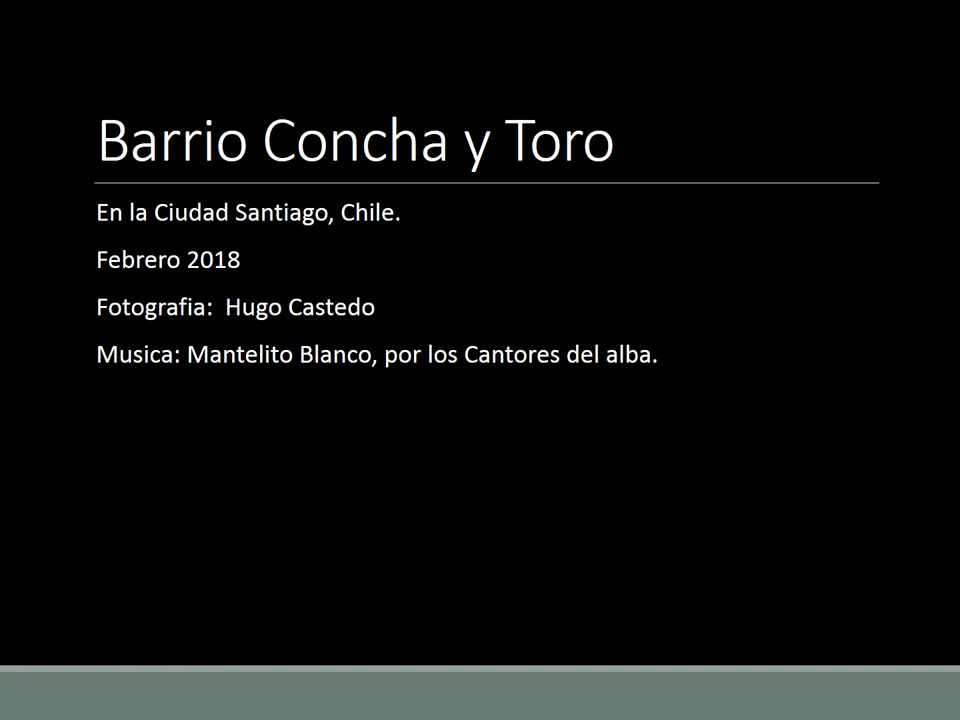 Barrio Concha y Toro
En la Ciudad Santiago, Chile.
Febrero 2018
Fotografia:  Hugo Castedo
Musica: Mantelito Blanco, por los Cantores del alba.